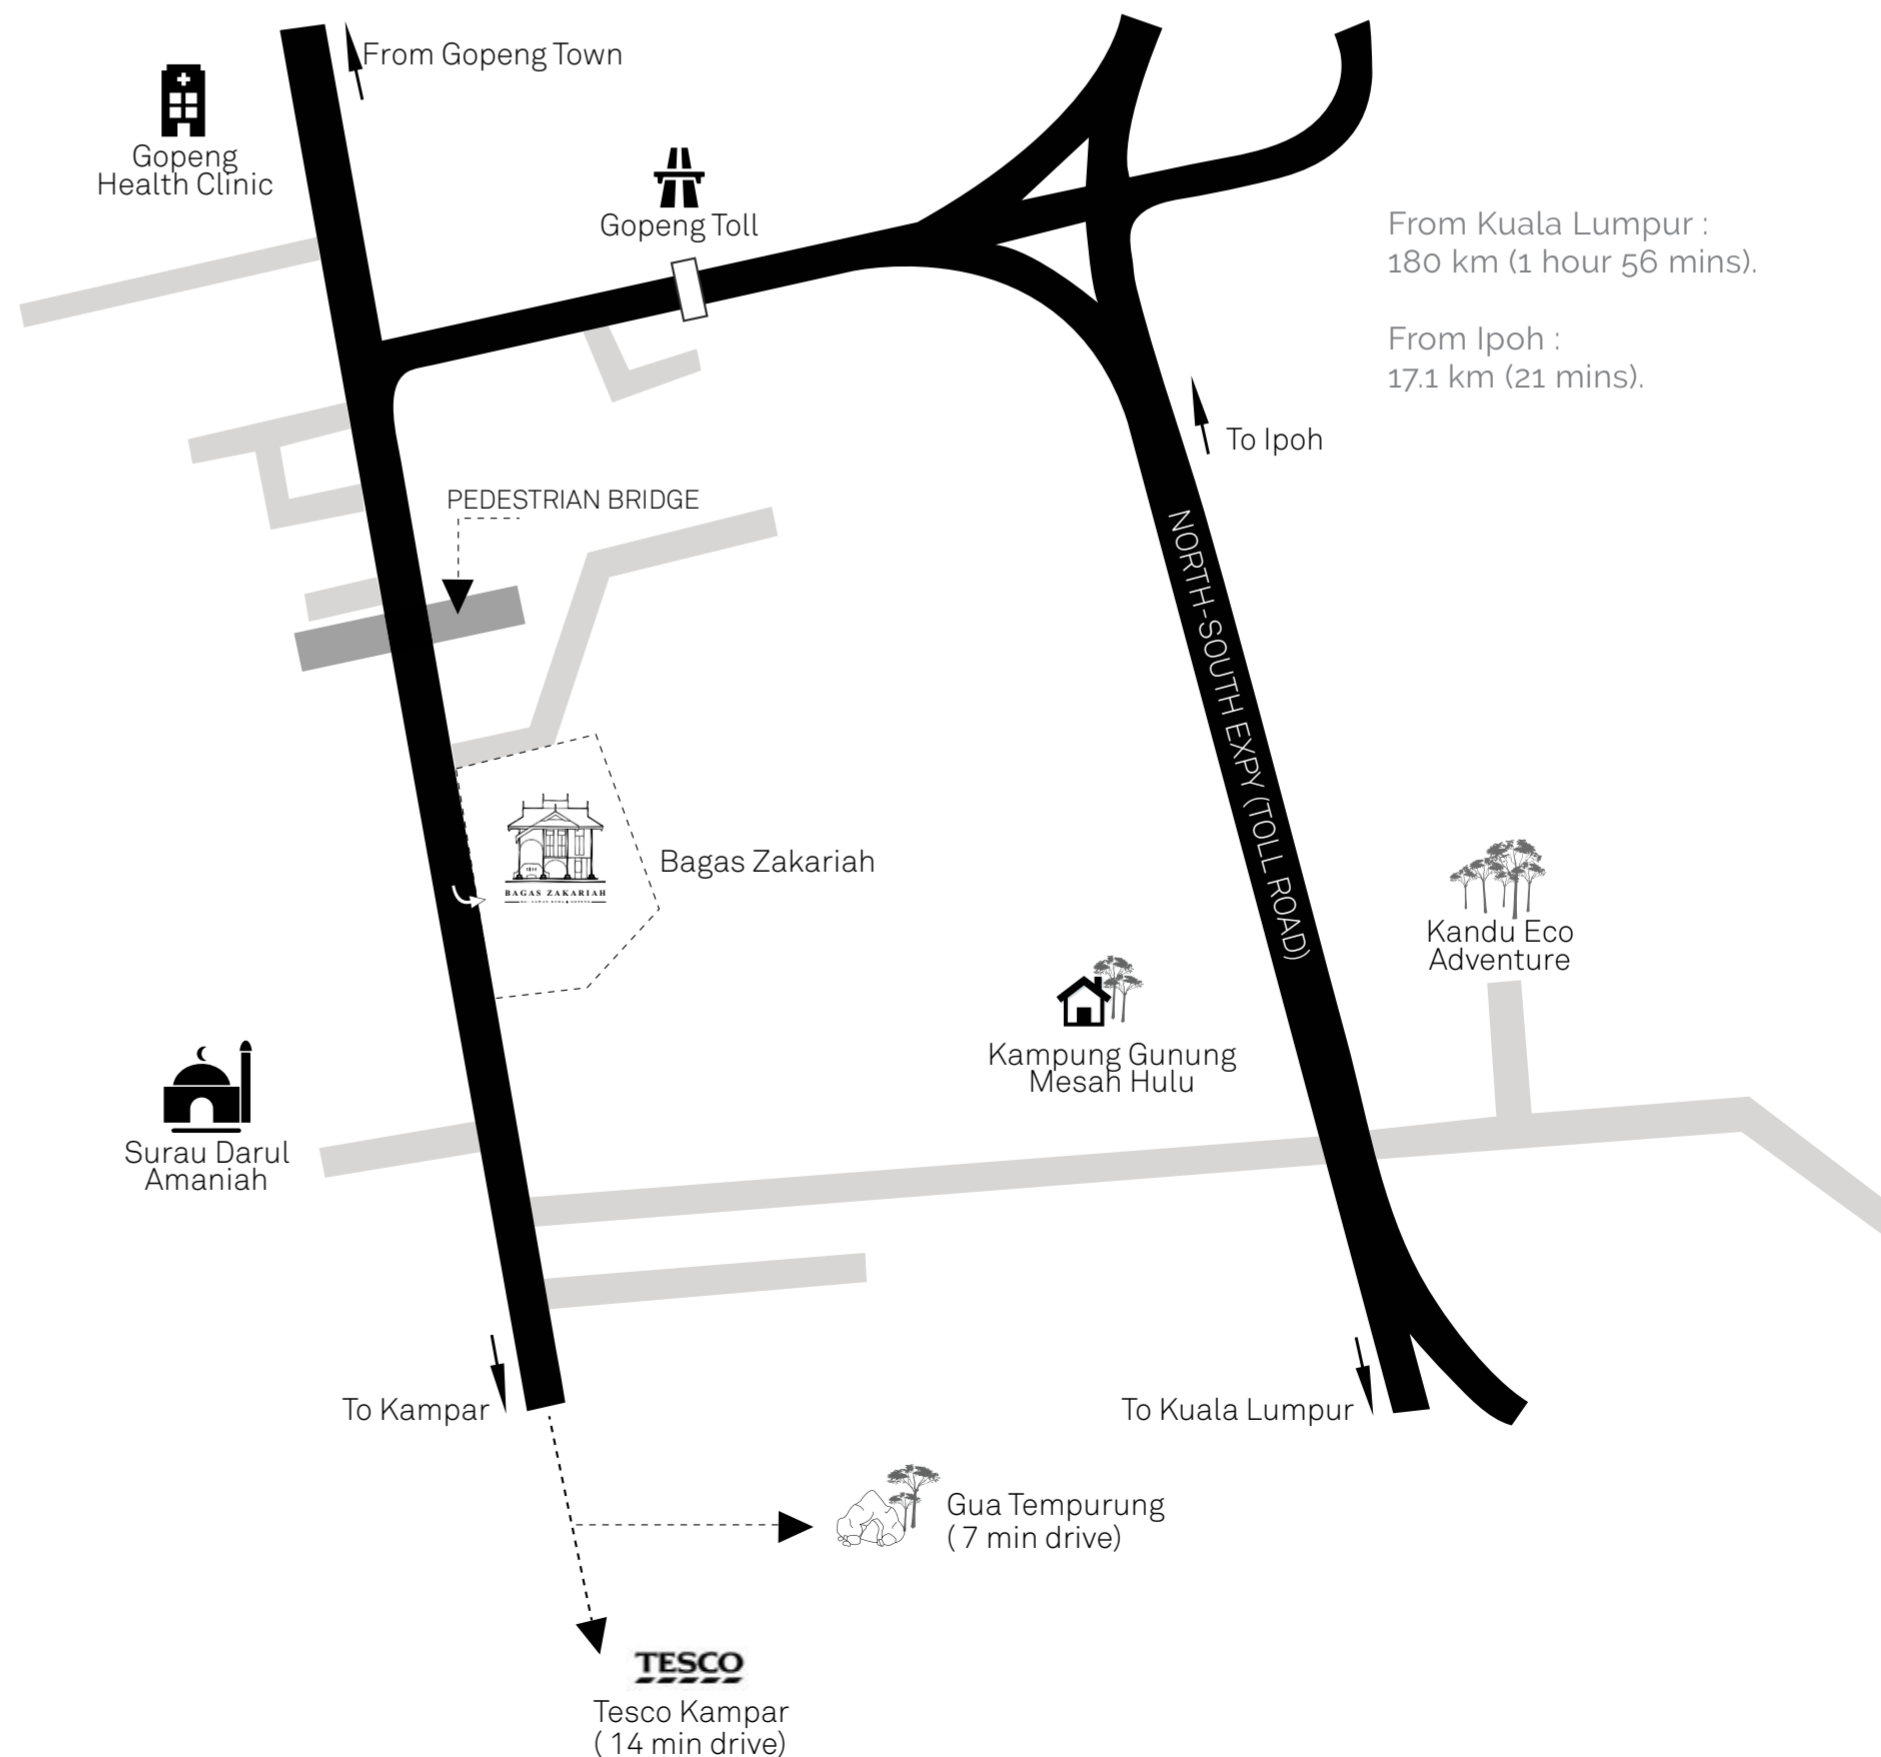 From Gopeng Town
Gopeng
Health Clinic
Gopeng Toll
From Kuala Lumpur :
180 km (1 hour 56 mins).
From Ipoh :
17.1 km (21 mins).
To Ipoh
PEDESTRIAN BRIDGE
NORTH-SOUTH EXPY (TOLL ROAD)
Bagas Zakariah
BAGAS ZAKARIAH
Kandu Eco
Adventure
Kampung Gunung
Mesah Hulu
Surau Darul
Amaniah
To Kampar
To Kuala Lumpur
Gua Tempurung
( 7 min drive)
TESCO
Tesco Kampar
( 14 min drive)